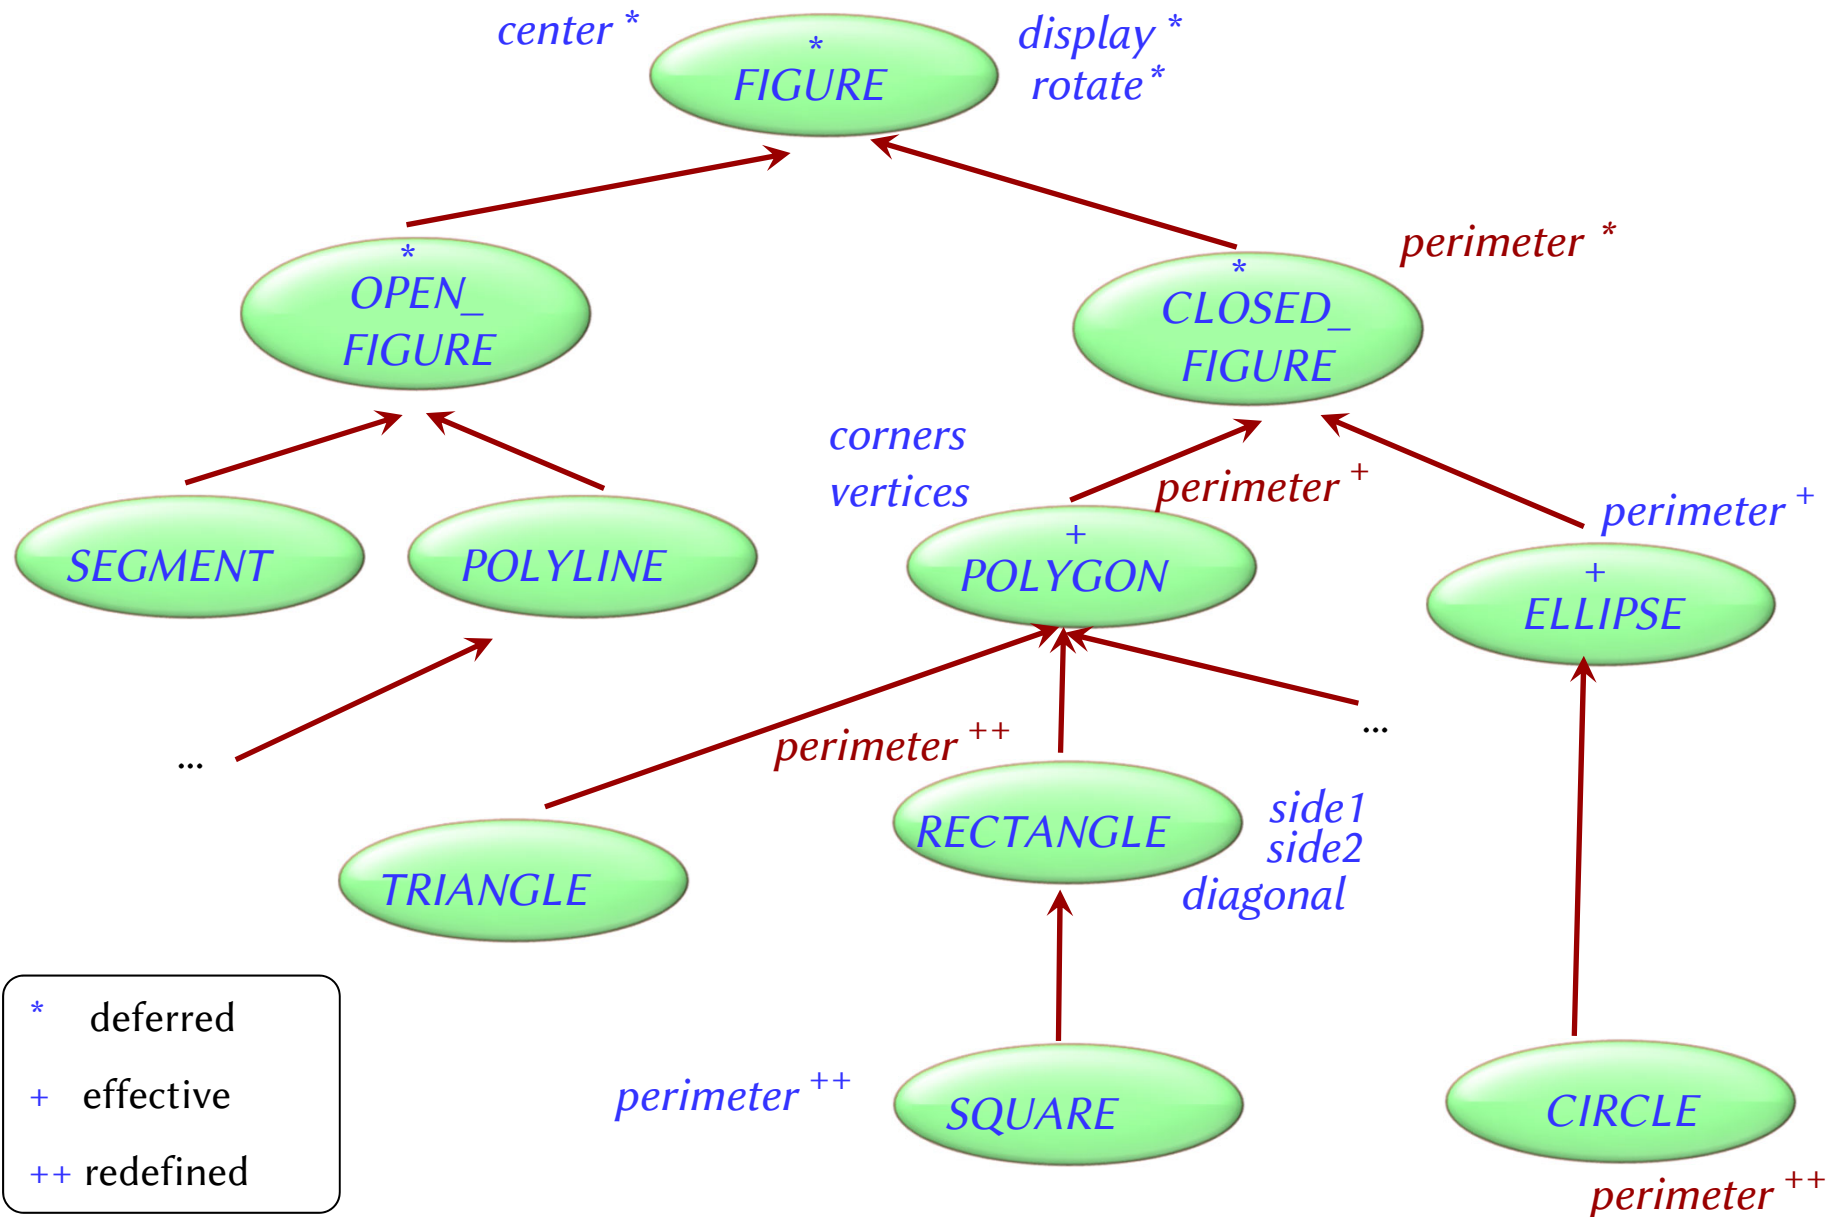 center *
*
FIGURE
display *
rotate *
*
OPEN_
FIGURE
*
CLOSED_
FIGURE
perimeter *
SEGMENT
POLYLINE
corners
vertices
perimeter +
+
POLYGON
perimeter +
+
ELLIPSE
...
...
perimeter ++
TRIANGLE
RECTANGLE
side1
side2
diagonal
perimeter ++
SQUARE
CIRCLE
perimeter ++
* deferred
+ effective
++ redefined